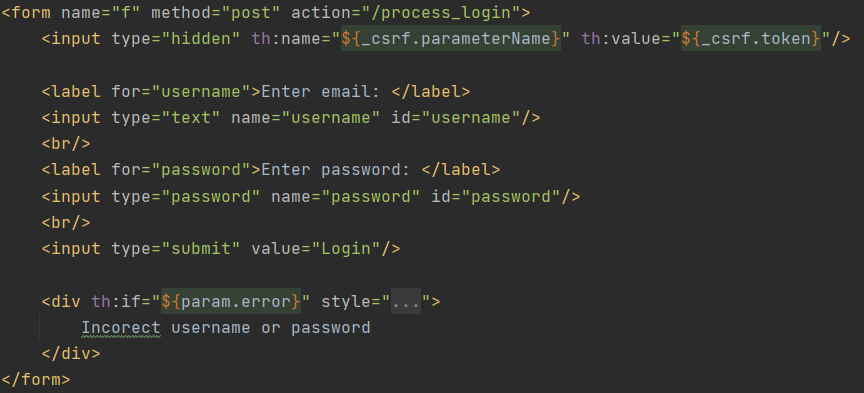 <form name="f" method="post" action="/process_login">
<input type="hidden" th:name="${_csrf.parameterName}" th:value="${_csrf.token}"/>
<label for="username">Enter email: </label>
<input type="text" name="username" id="username"/>
<br/>
<label for="password">Enter password: </label>
<input type="password" name="password" id="password"/>
<br/>
<input type="submit" value="Login"/>
<div th:if="${param.error}" style="...">
Incorect username or password
</div>
</form>